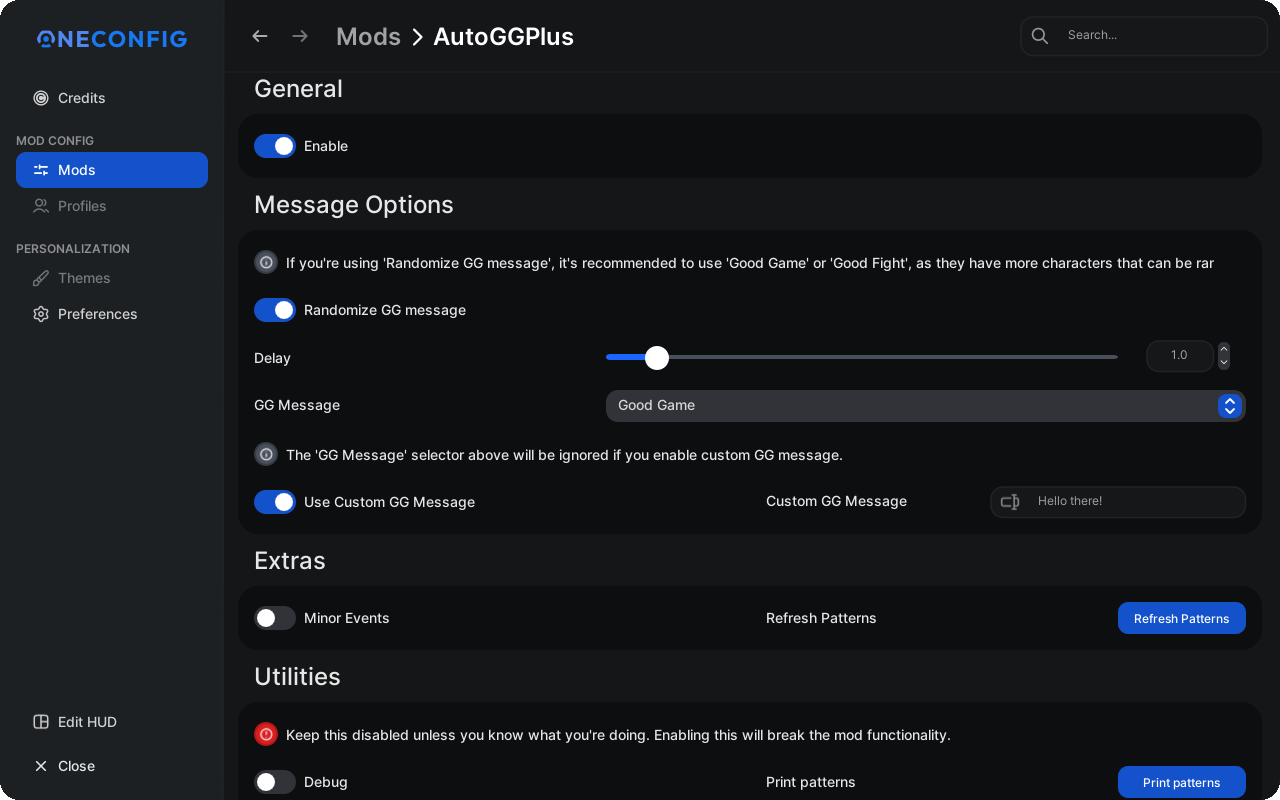 ONECONFIG
Mods > AutoGGPlus
Search...
Credits
MOD CONFIG
Mods
Profiles
PERSONALIZATION
Themes
Preferences
Edit HUD
Close
General
Enable
Message Options
If you're using 'Randomize GG message', it's recommended to use 'Good Game' or 'Good Fight', as they have more characters that can be rar
Randomize GG message
Delay
1.0
GG Message
Good Game
The 'GG Message' selector above will be ignored if you enable custom GG message.
Use Custom GG Message
Custom GG Message
Hello there!
Extras
Minor Events
Refresh Patterns
Refresh Patterns
Utilities
Keep this disabled unless you know what you're doing. Enabling this will break the mod functionality.
Debug
Print patterns
Print patterns